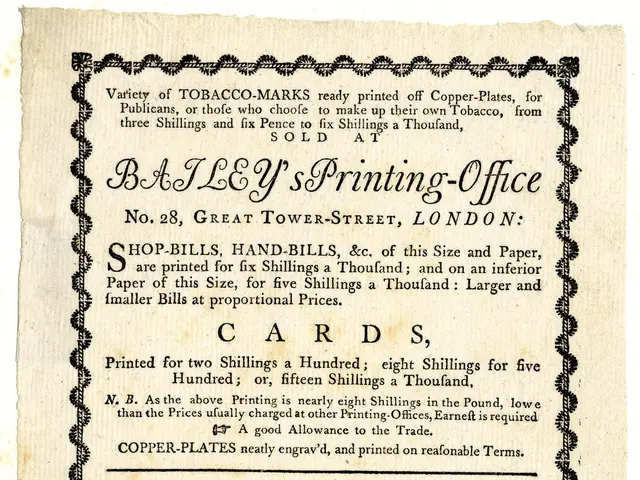 Variety of TOBACCO-MARKS ready printed off Copper-Plates, for
Publicans, or thoſe who chooſe to make up their own Tobacco, from
three Shillings and ſix Pence to ſix Shillings a Thouſand,
SOLD AT
BAILEY'sPrinting-Office
No. 28, GREAT TOWER-STREET, LONDON:
SHOP-BILLS, HAND-BILLS, &c. of this Size and Paper,
are printed for ſix Shillings a Thouſand; and on an inferior
Paper of this Size, for five Shillings a Thouſand: Larger and
ſmaller Bills at proportional Prices.
CARDS,
Printed for two Shillings a Hundred; eight Shillings for five
Hundred; or, fifteen Shillings a Thouſand,
N. B. As the above Printing is nearly eight Shillings in the Pound, lowe
than the Prices uſually charged at other Printing-Offices, Earneſt is required
☞ A good Allowance to the Trade.
COPPER-PLATES neatly engrav'd, and printed on reaſonable Terms.